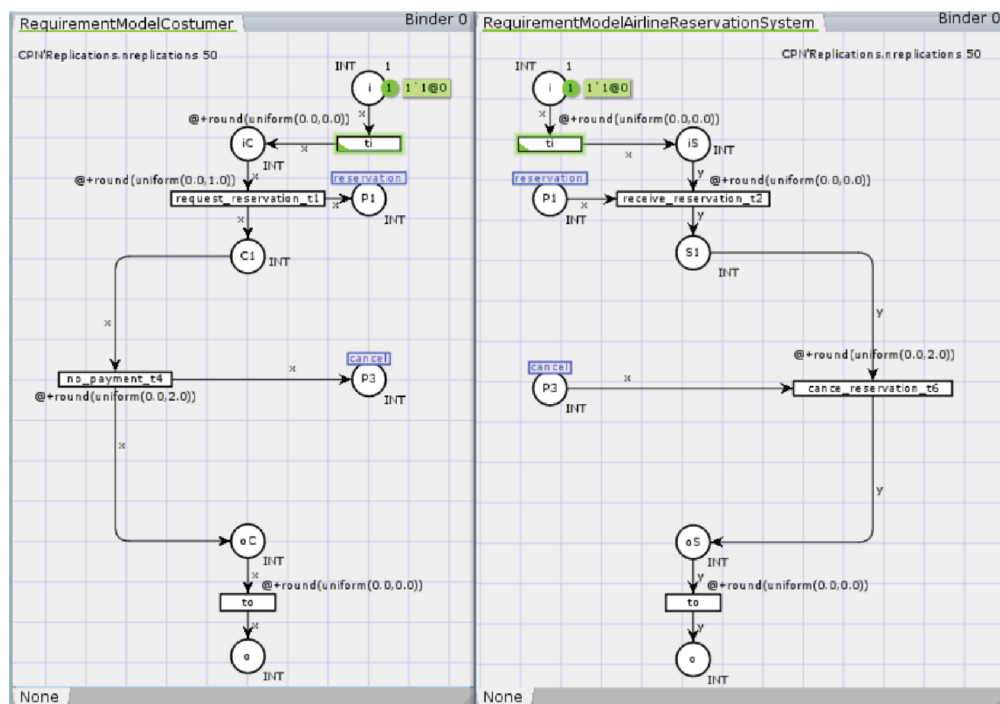 RequirementModelCostumer
Binder 0
CPN'Replications.nreplications 50
INT
1
i
1
1`1@0
x
@+round(uniform(0.0,0.0))
ti
x
iC
INT
x
@+round(uniform(0.0,1.0))
reservation
request_reservation_t1
x
P1
INT
x
C1
INT
x
no_payment_t4
x
cancel
P3
INT
@+round(uniform(0.0,2.0))
x
oC
INT
x
@+round(uniform(0.0,0.0))
to
x
o
INT
None
RequirementModelAirlineReservationSystem
Binder 0
CPN'Replications.nreplications 50
INT
1
i
1
1`1@0
x
@+round(uniform(0.0,0.0))
ti
x
iS
INT
y
@+round(uniform(0.0,0.0))
reservation
P1
INT
x
receive_reservation_t2
y
S1
INT
y
@+round(uniform(0.0,2.0))
cancel
P3
INT
x
cance_reservation_t6
y
oS
INT
y
@+round(uniform(0.0,0.0))
to
y
o
INT
None